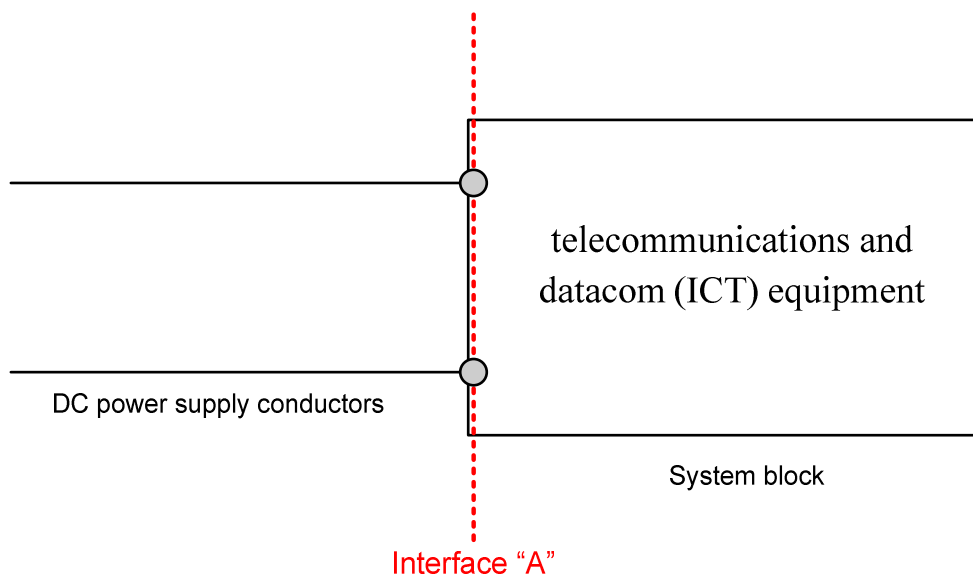 telecommunications and
datacom (ICT) equipment
DC power supply conductors
System block
Interface “A”